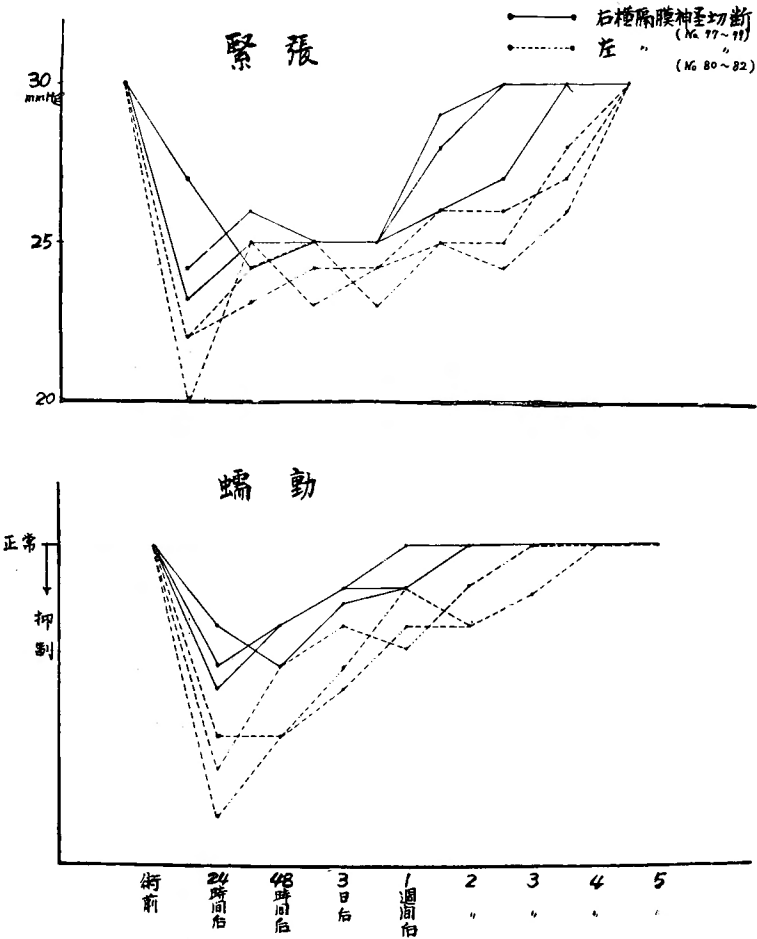 右横隔膜神圣切断
(No 77~79)
左 〃 〃
(No 80~82)
緊張
30
mmHg
25
20
蠕動
正常
抑制
術前 24時間后 48時間后 3日后 1週間后 2〃 3〃 4〃 5〃